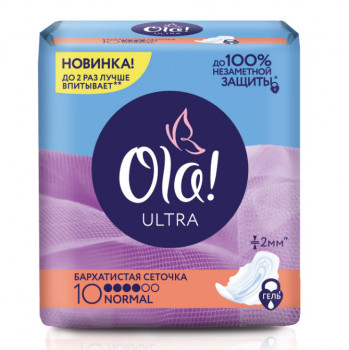 НОВИНКА!
ДО 2 РАЗ ЛУЧШЕ
ВПИТЫВАЕТ**
ДО 100%
НЕЗАМЕТНОЙ
ЗАЩИТЫ*
Ola!
ULTRA
2мм**
БАРХАТИСТАЯ СЕТОЧКА
10 NORMAL
ГЕЛЬ